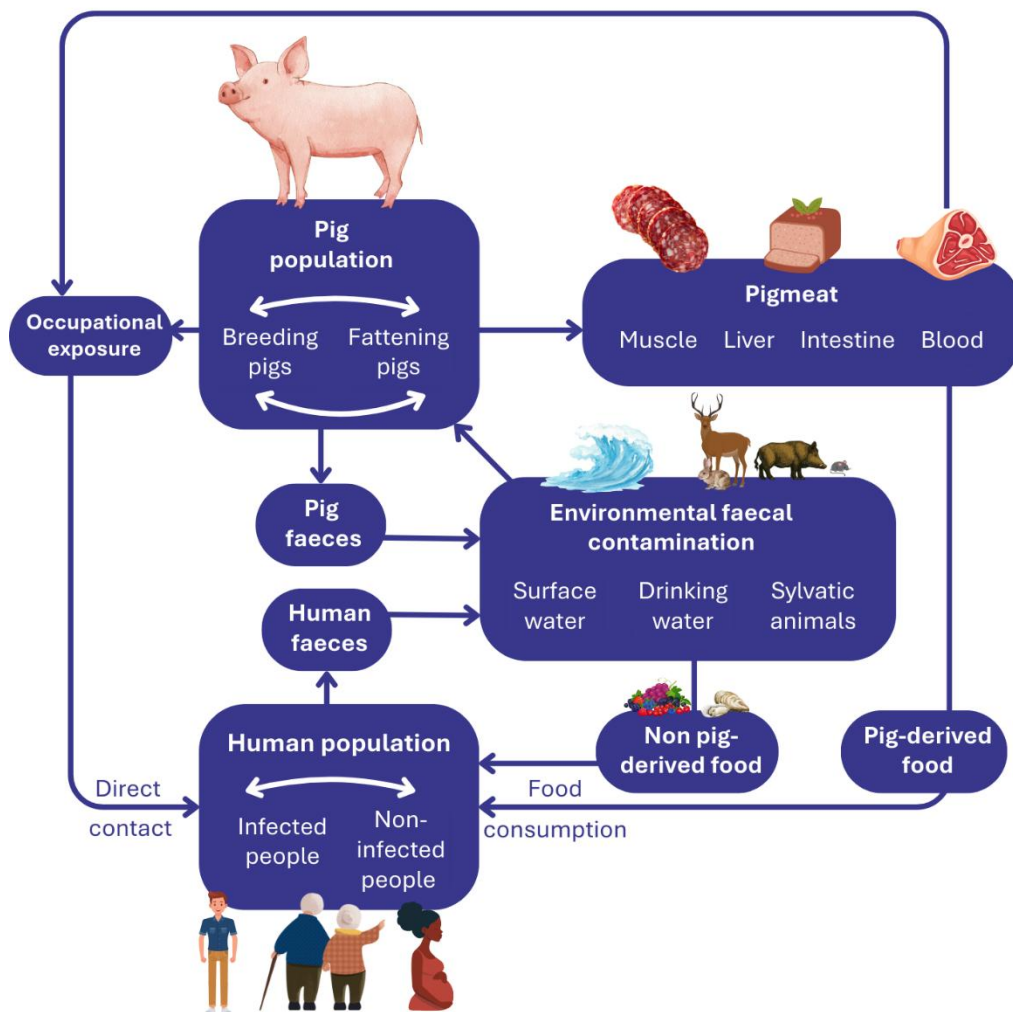 Pig
population
Breeding
pigs
Fattening
pigs
Occupational
exposure
Pigmeat
Muscle Liver Intestine Blood
Pig
faeces
Environmental faecal
contamination
Surface
water
Drinking
water
Sylvatic
animals
Human
faeces
Human population
Infected
people
Non-
infected
people
Non pig-
derived food
Pig-derived
food
Direct
contact
Food
consumption